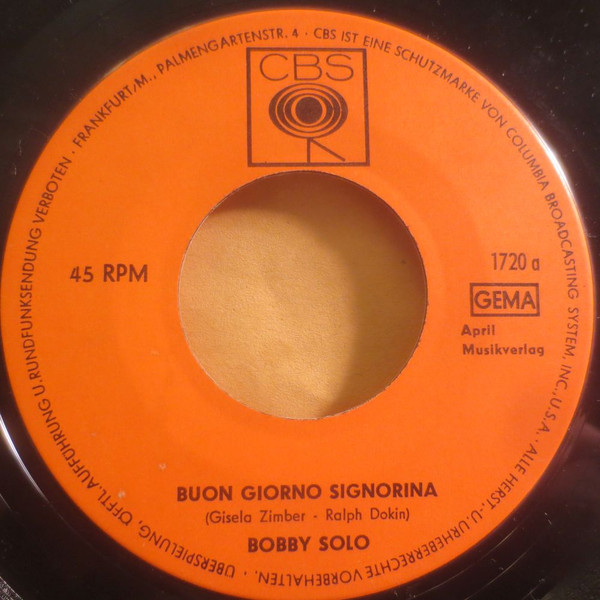 FRANKFURT/M., PALMENGARTENSTR. 4 · CBS IST EINE SCHUTZMARKE VON COLUMBIA BROADCASTING SYSTEM, INC., U.S.A. · ALLE HERST.-U. URHEBERRECHTE VORBEHALTEN. · ÜBERSPIELUNG, ÖFFTL. AUFFÜHRUNG U. RUNDFUNKSENDUNG VERBOTEN ·
CBS
45 RPM
1720 a
GEMA
April
Musikverlag
BUON GIORNO SIGNORINA
(Gisela Zimber - Ralph Dokin)
BOBBY SOLO